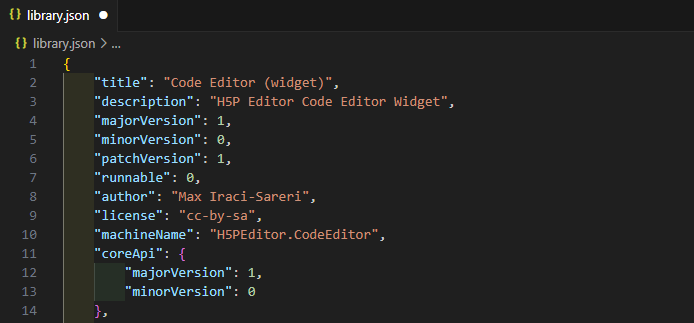 {} library.json ●
{} library.json > ...
1 {
2 "title": "Code Editor (widget)",
3 "description": "H5P Editor Code Editor Widget",
4 "majorVersion": 1,
5 "minorVersion": 0,
6 "patchVersion": 1,
7 "runnable": 0,
8 "author": "Max Iraci-Sareri",
9 "license": "cc-by-sa",
10 "machineName": "H5PEditor.CodeEditor",
11 "coreApi": {
12 "majorVersion": 1,
13 "minorVersion": 0
14 },